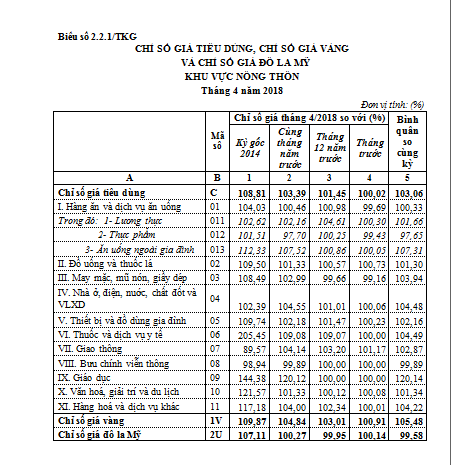 Biểu số 2.2.1/TKG
CHỈ SỐ GIÁ TIÊU DÙNG, CHỈ SỐ GIÁ VÀNG
VÀ CHỈ SỐ GIÁ ĐÔ LA MỸ
KHU VỰC NÔNG THÔN
Tháng 4 năm 2018
Đơn vị tính: (%)
Mã số Chỉ số giá tháng 4/2018 so với (%) Bình quân so cùng kỳ
Kỳ gốc 2014 Cùng tháng năm trước Tháng 12 năm trước Tháng trước
A B 1 2 3 4 5
Chỉ số giá tiêu dùng C 108,81 103,39 101,45 100,02 103,06
I. Hàng ăn và dịch vụ ăn uống 01 104,03 100,46 100,98 99,69 100,33
Trong đó: 1- Lương thực 011 102,62 102,16 104,61 100,30 101,66
2- Thực phẩm 012 101,51 97,70 100,25 99,43 97,65
3- Ăn uống ngoài gia đình 013 112,33 107,52 100,86 100,05 107,31
II. Đồ uống và thuốc lá 02 109,50 101,33 100,57 100,73 101,30
III. May mặc, mũ nón, giầy dép 03 108,49 102,99 99,66 99,16 103,94
IV. Nhà ở, điện, nước, chất đốt và VLXD 04 102,39 104,55 101,01 100,06 104,48
V. Thiết bị và đồ dùng gia đình 05 109,74 102,18 101,47 100,23 102,16
VI. Thuốc và dịch vụ y tế 06 205,45 109,08 109,07 100,00 104,49
VII. Giao thông 07 89,57 104,14 103,20 101,17 102,87
VIII. Bưu chính viễn thông 08 98,94 99,89 100,00 100,00 99,89
IX. Giáo dục 09 144,38 120,12 100,00 100,00 120,14
X. Văn hoá, giải trí và du lịch 10 121,57 101,33 100,12 100,08 101,34
XI. Hàng hoá và dịch vụ khác 11 117,18 104,00 102,34 100,01 104,22
Chỉ số giá vàng 1V 109,87 104,84 103,01 100,91 105,48
Chỉ số giá đô la Mỹ 2U 107,11 100,27 99,95 100,14 99,58